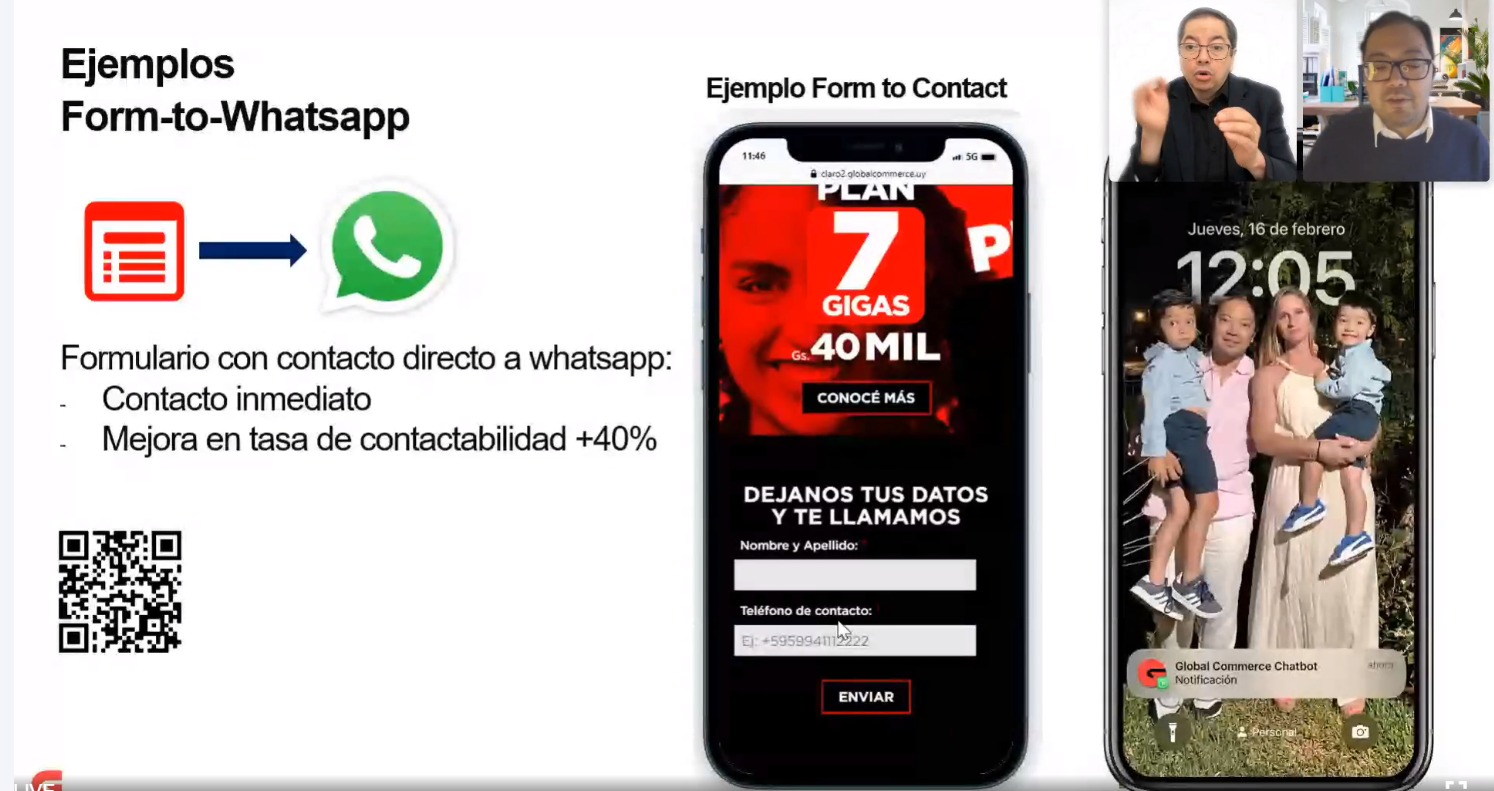 Ejemplos
Form-to-Whatsapp
Formulario con contacto directo a whatsapp:
- Contacto inmediato
- Mejora en tasa de contactabilidad +40%
Ejemplo Form to Contact
11:46
5G
claro2.globalcommerce.uy
PLAN
7
GIGAS
Gs. 40 MIL
CONOCÉ MÁS
P
DEJANOS TUS DATOS
Y TE LLAMAMOS
Nombre y Apellido: *
Teléfono de contacto: *
Ej: +5959941112222
ENVIAR
Jueves, 16 de febrero
12:05
Global Commerce Chatbot
ahora
Notificación
Personal
LIVE